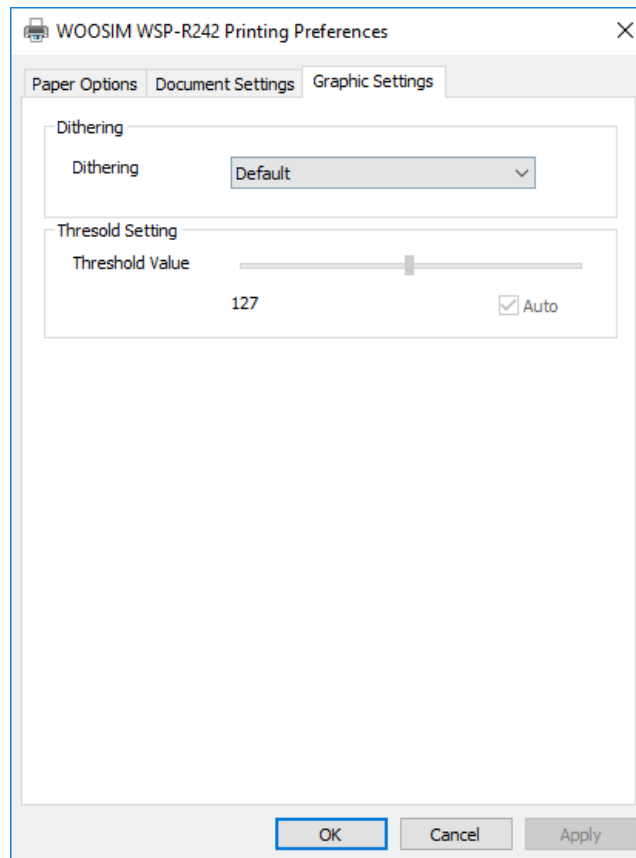 WOOSIM WSP-R242 Printing Preferences
Paper Options Document Settings Graphic Settings
Dithering
Dithering Default
Thresold Setting
Threshold Value
127 Auto
OK Cancel Apply